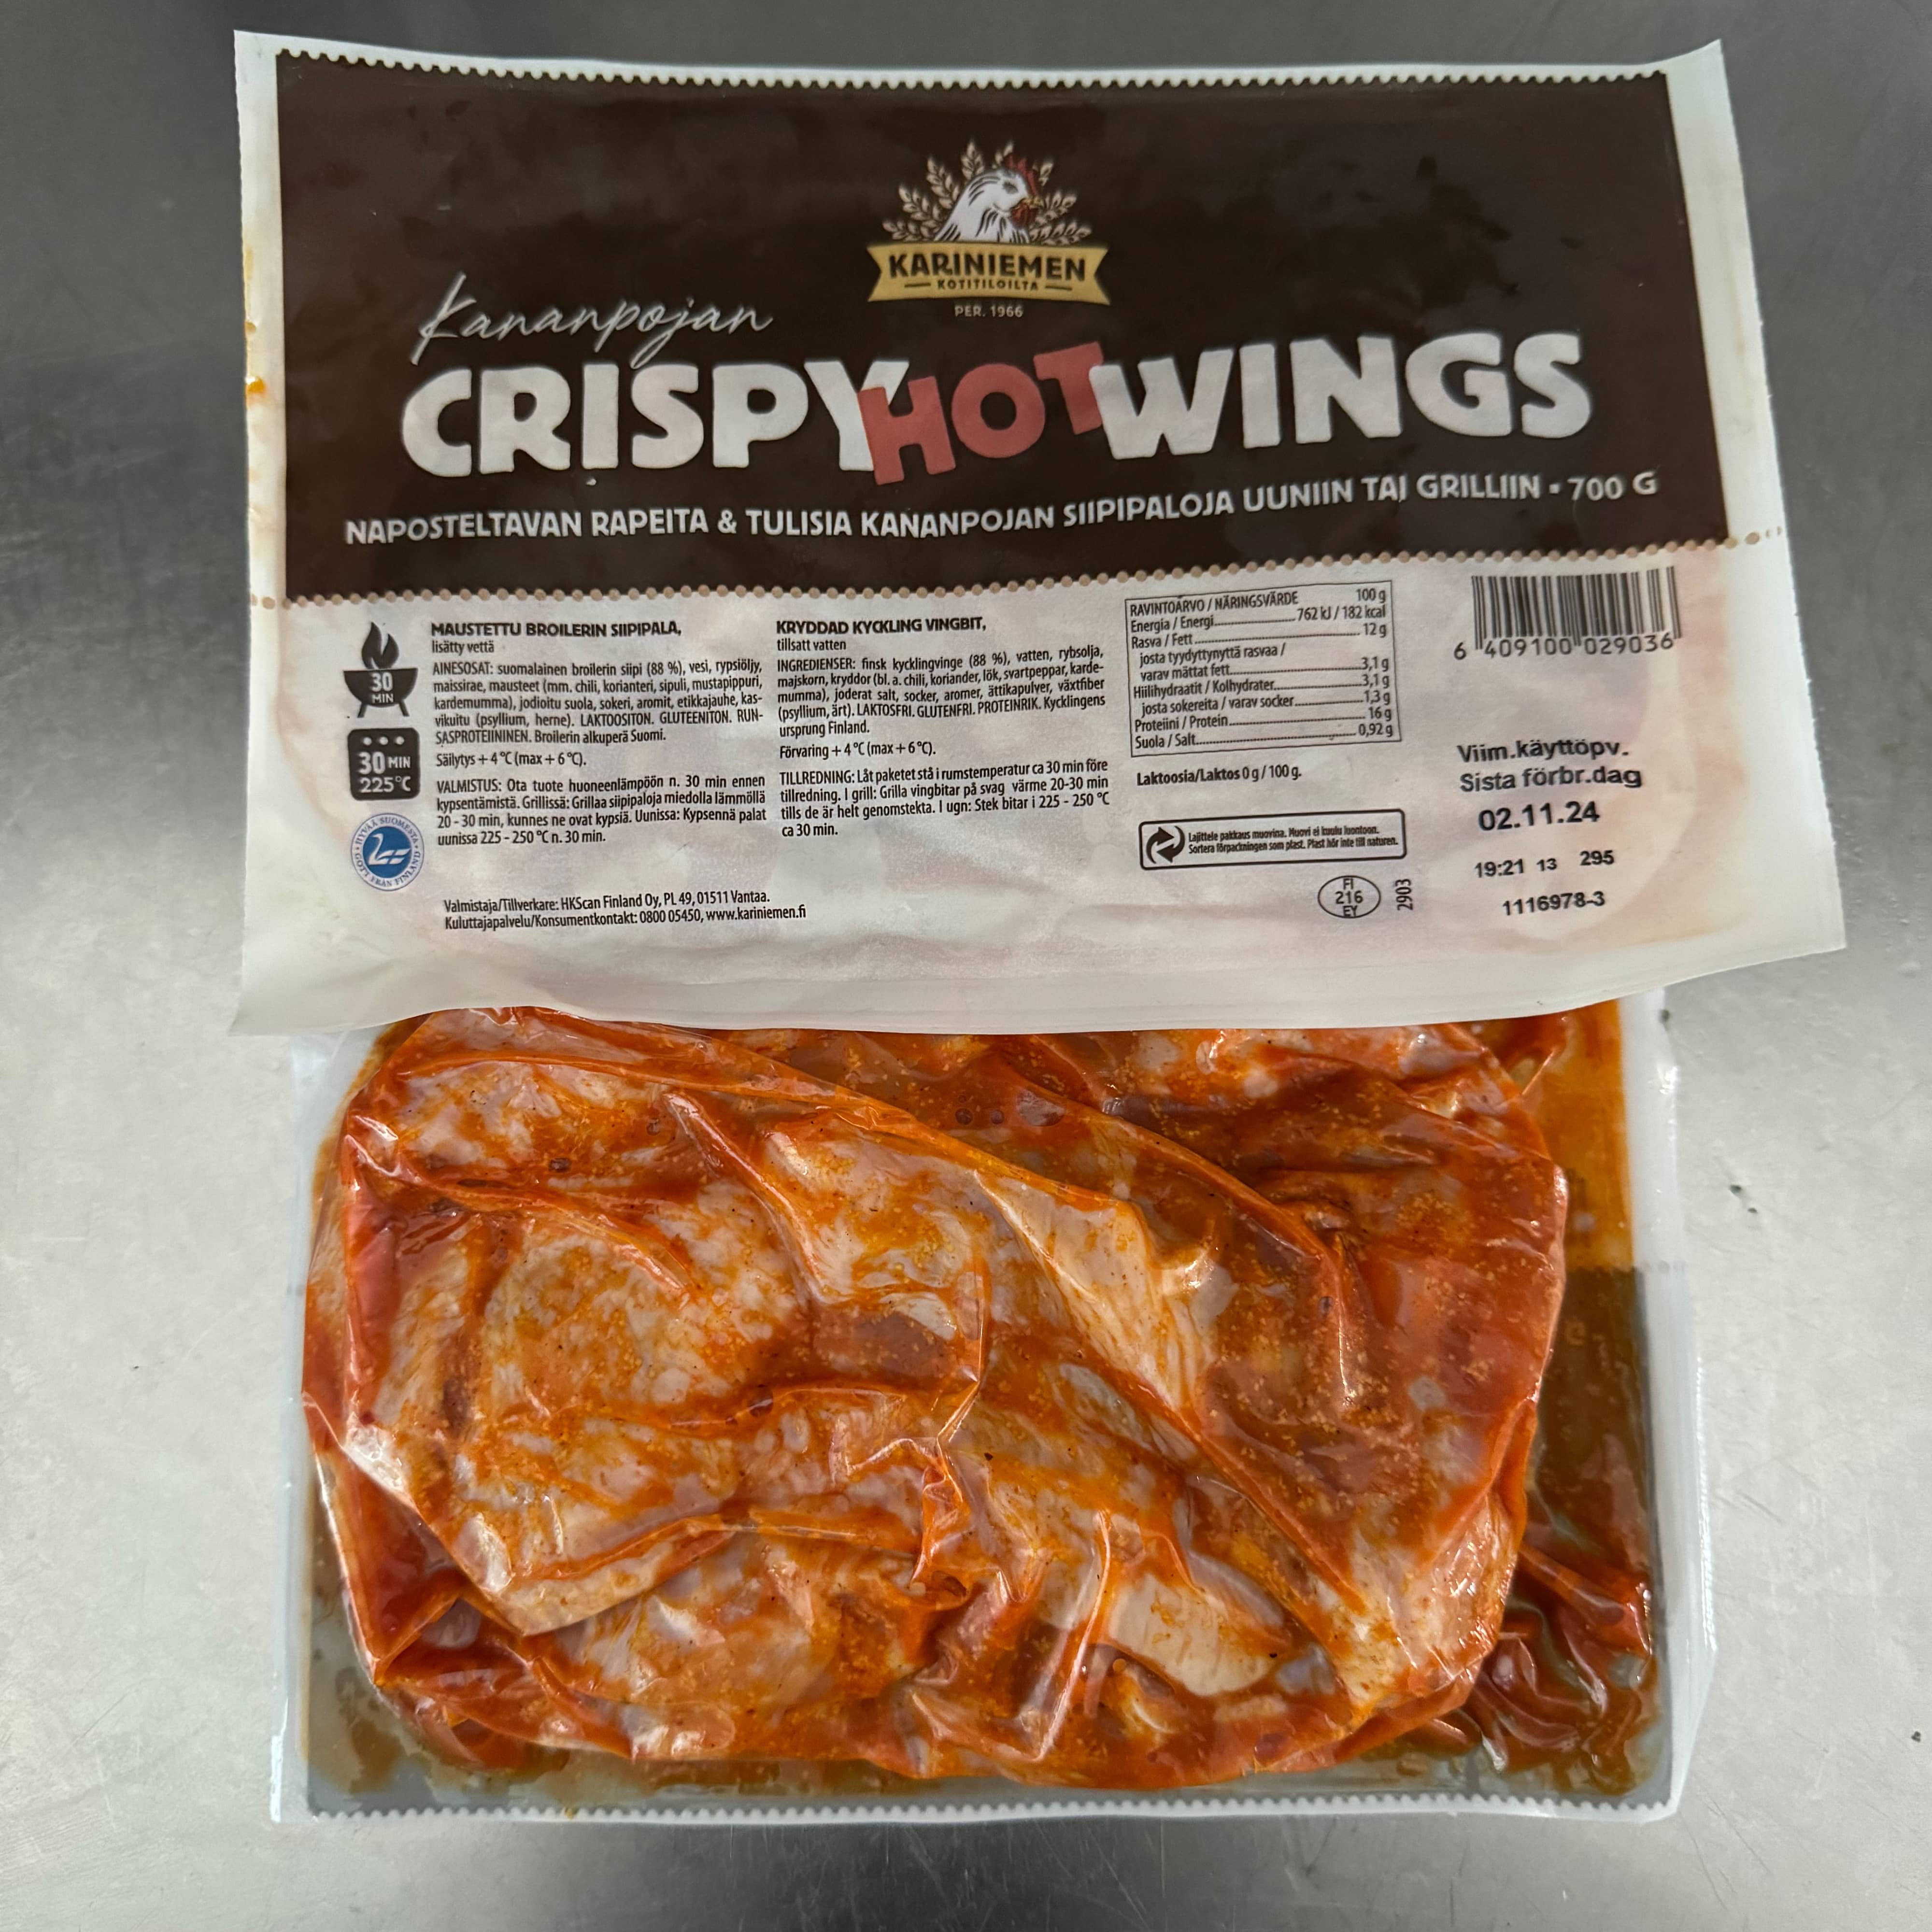 KARINIEMEN
KOTITILOILTA
PER. 1966
Kananpojan
CRISPY HOT WINGS
NAPOSTELTAVAN RAPEITA & TULISIA KANANPOJAN SIIPIPALOJA UUNIIN TAI GRILLIIN • 700 G
30
MIN
30 MIN
225°C
HYVÄÄ SUOMESTA
GOTT FRÅN FINLAND
MAUSTETTU BROILERIN SIIPIPALA,
lisätty vettä
AINESOSAT: suomalainen broilerin siipi (88 %), vesi, rypsiöljy,
maissirae, mausteet (mm. chili, korianteri, sipuli, mustapippuri,
kardemumma), jodioitu suola, sokeri, aromit, etikkajauhe, kas-
vikuitu (psyllium, herne). LAKTOOSITON. GLUTEENITON. RUN-
SASPROTEIININEN. Broilerin alkuperä Suomi.
Säilytys + 4 °C (max + 6 °C).
VALMISTUS: Ota tuote huoneenlämpöön n. 30 min ennen
kypsentämistä. Grillissä: Grillaa siipipaloja miedolla lämmöllä
20 - 30 min, kunnes ne ovat kypsiä. Uunissa: Kypsennä palat
uunissa 225 - 250 °C n. 30 min.
KRYDDAD KYCKLING VINGBIT,
tillsatt vatten
INGREDIENSER: finsk kycklingvinge (88 %), vatten, rybsolja,
majskorn, kryddor (bl. a. chili, koriander, lök, svartpeppar, karde-
mumma), joderat salt, socker, aromer, ättikapulver, växtfiber
(psyllium, ärt). LAKTOSFRI. GLUTENFRI. PROTEINRIK. Kycklingens
ursprung Finland.
Förvaring + 4 °C (max + 6 °C).
TILLREDNING: Låt paketet stå i rumstemperatur ca 30 min före
tillredning. I grill: Grilla vingbitar på svag värme 20-30 min
tills de är helt genomstekta. I ugn: Stek bitar i 225 - 250 °C
ca 30 min.
Valmistaja/Tillverkare: HKScan Finland Oy, PL 49, 01511 Vantaa.
Kuluttajapalvelu/Konsumentkontakt: 0800 05450, www.kariniemen.fi
RAVINTOARVO / NÄRINGSVÄRDE 100 g
Energia / Energi 762 kJ / 182 kcal
Rasva / Fett 12 g
josta tyydyttynyttä rasvaa /
varav mättat fett 3,1 g
Hiilihydraatit / Kolhydrater 3,1 g
josta sokereita / varav socker 1,3 g
Proteiini / Protein 16 g
Suola / Salt 0,92 g
Laktoosia/Laktos 0 g / 100 g.
Lajittele pakkaus muovina. Muovi ei kuulu luontoon.
Sortera förpackningen som plast. Plast hör inte till naturen.
FI
216
EY
2903
6 409100 029036
Viim.käyttöpv.
Sista förbr.dag
02.11.24
19:21 13 295
1116978-3